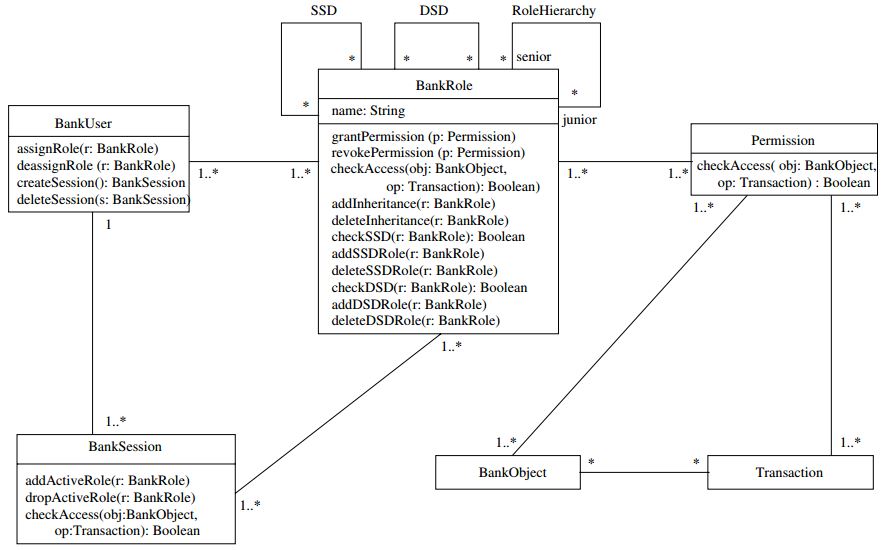 SSD
DSD
RoleHierarchy
*
*
*
*
*
senior
*
junior
BankRole
name: String
grantPermission (p: Permission)
revokePermission (p: Permission)
checkAccess(obj: BankObject,
op: Transaction): Boolean)
addInheritance(r: BankRole)
deleteInheritance(r: BankRole)
checkSSD(r: BankRole): Boolean
addSSDRole(r: BankRole)
deleteSSDRole(r: BankRole)
checkDSD(r: BankRole): Boolean
addDSDRole(r: BankRole)
deleteDSDRole(r: BankRole)
BankUser
assignRole(r: BankRole)
deassignRole (r: BankRole)
createSession(): BankSession
deleteSession(s: BankSession)
1..*
1..*
1..*
1..*
Permission
checkAccess( obj: BankObject,
op: Transaction) : Boolean
1..*
1..*
1
1..*
1..*
1..*
BankSession
addActiveRole(r: BankRole)
dropActiveRole(r: BankRole)
checkAccess(obj:BankObject,
op:Transaction): Boolean
1..*
1..*
BankObject
*
*
Transaction